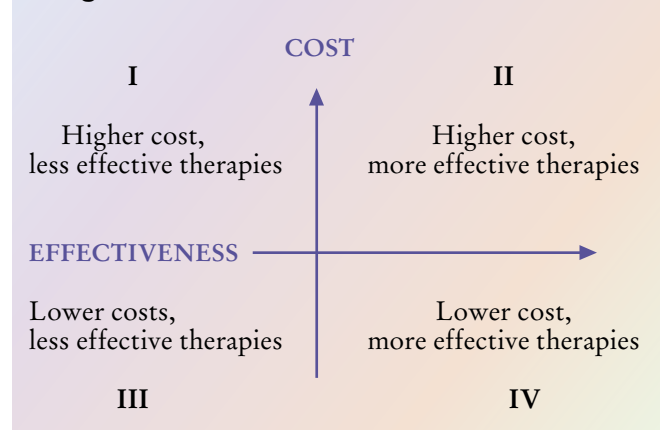 COST
I
II
Higher cost,
less effective therapies
Higher cost,
more effective therapies
EFFECTIVENESS
Lower costs,
less effective therapies
Lower cost,
more effective therapies
III
IV